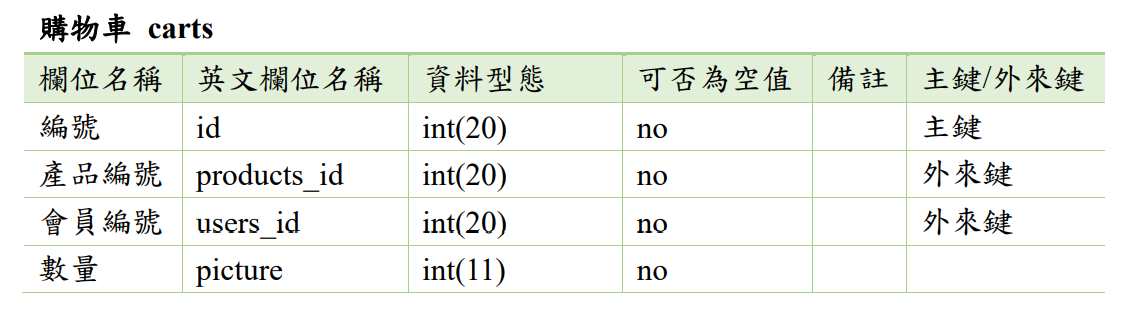 購物車 carts
欄位名稱 英文欄位名稱 資料型態 可否為空值 備註 主鍵/外來鍵
編號 id int(20) no 主鍵
產品編號 products_id int(20) no 外來鍵
會員編號 users_id int(20) no 外來鍵
數量 picture int(11) no